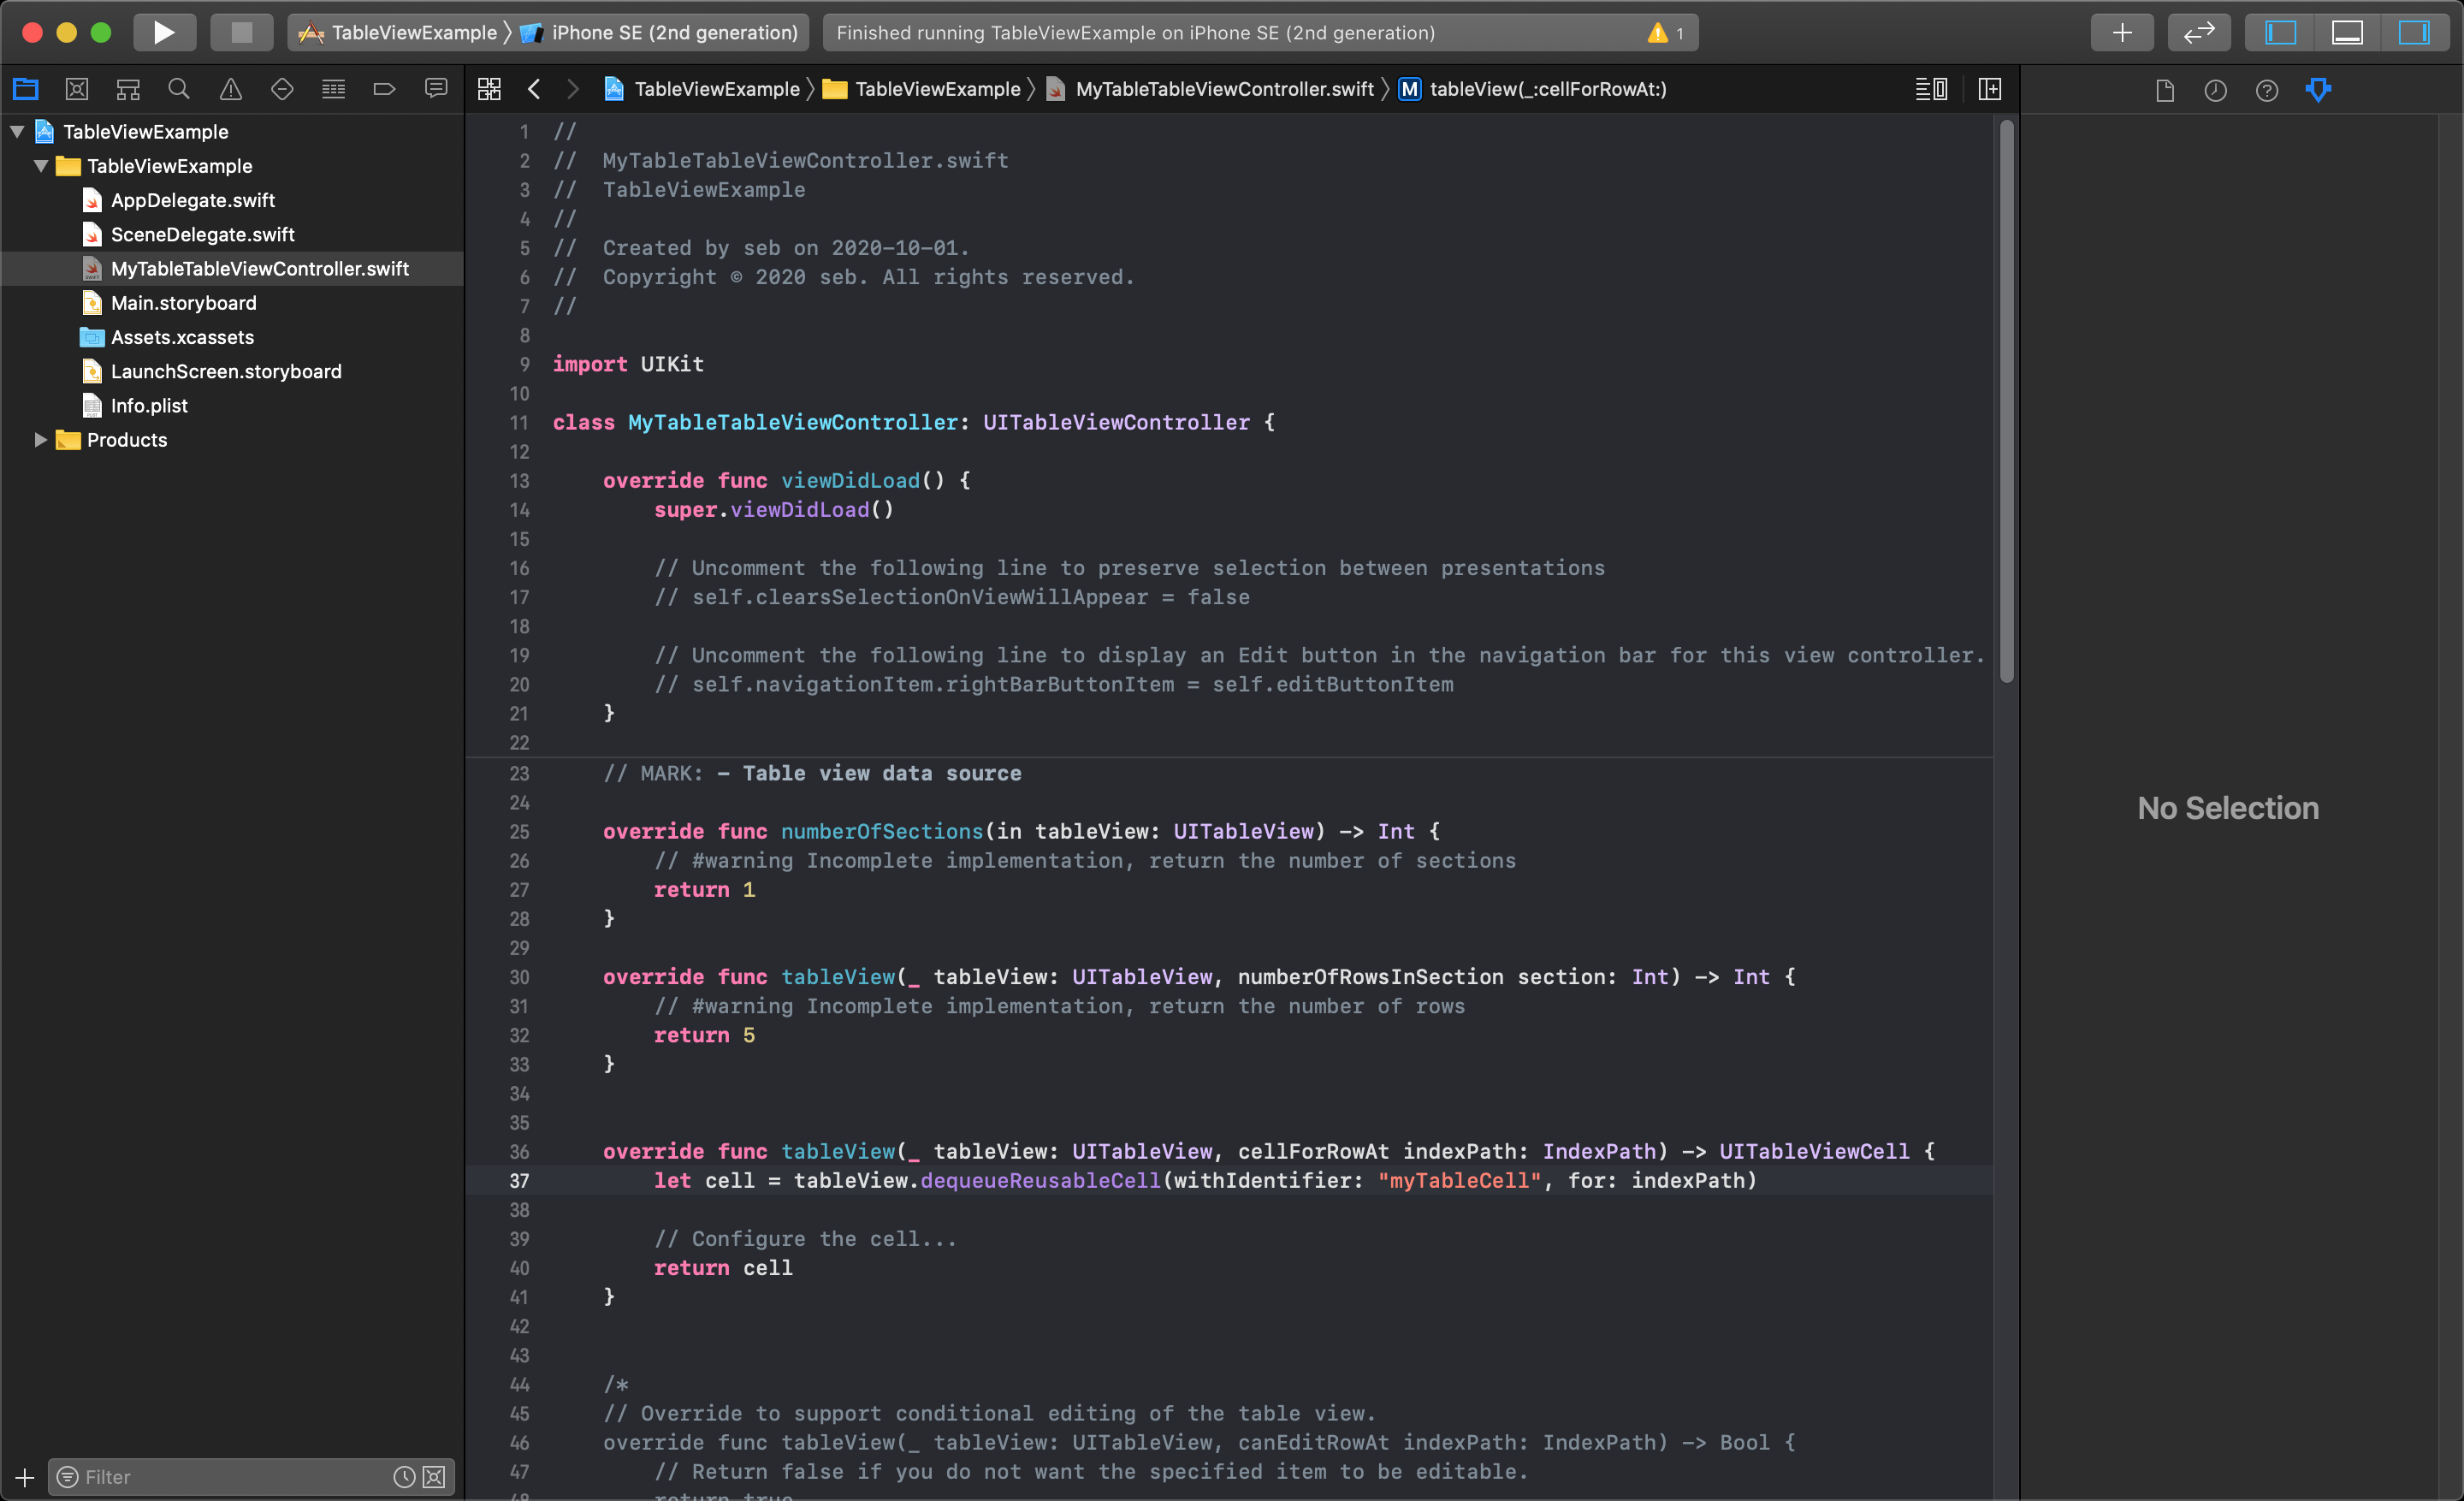 TableViewExample 〉 iPhone SE (2nd generation)
Finished running TableViewExample on iPhone SE (2nd generation)
1
TableViewExample 〉 TableViewExample 〉 MyTableTableViewController.swift 〉 M tableView(_:cellForRowAt:)
TableViewExample
TableViewExample
AppDelegate.swift
SceneDelegate.swift
MyTableTableViewController.swift
Main.storyboard
Assets.xcassets
LaunchScreen.storyboard
Info.plist
Products
Filter
1 //
2 //  MyTableTableViewController.swift
3 //  TableViewExample
4 //
5 //  Created by seb on 2020-10-01.
6 //  Copyright © 2020 seb. All rights reserved.
7 //
8
9 import UIKit
10
11 class MyTableTableViewController: UITableViewController {
12
13     override func viewDidLoad() {
14         super.viewDidLoad()
15
16         // Uncomment the following line to preserve selection between presentations
17         // self.clearsSelectionOnViewWillAppear = false
18
19         // Uncomment the following line to display an Edit button in the navigation bar for this view controller.
20         // self.navigationItem.rightBarButtonItem = self.editButtonItem
21     }
22
23     // MARK: - Table view data source
24
25     override func numberOfSections(in tableView: UITableView) -> Int {
26         // #warning Incomplete implementation, return the number of sections
27         return 1
28     }
29
30     override func tableView(_ tableView: UITableView, numberOfRowsInSection section: Int) -> Int {
31         // #warning Incomplete implementation, return the number of rows
32         return 5
33     }
34
35
36     override func tableView(_ tableView: UITableView, cellForRowAt indexPath: IndexPath) -> UITableViewCell {
37         let cell = tableView.dequeueReusableCell(withIdentifier: "myTableCell", for: indexPath)
38
39         // Configure the cell...
40         return cell
41     }
42
43
44     /*
45     // Override to support conditional editing of the table view.
46     override func tableView(_ tableView: UITableView, canEditRowAt indexPath: IndexPath) -> Bool {
47         // Return false if you do not want the specified item to be editable.
48         return true
No Selection